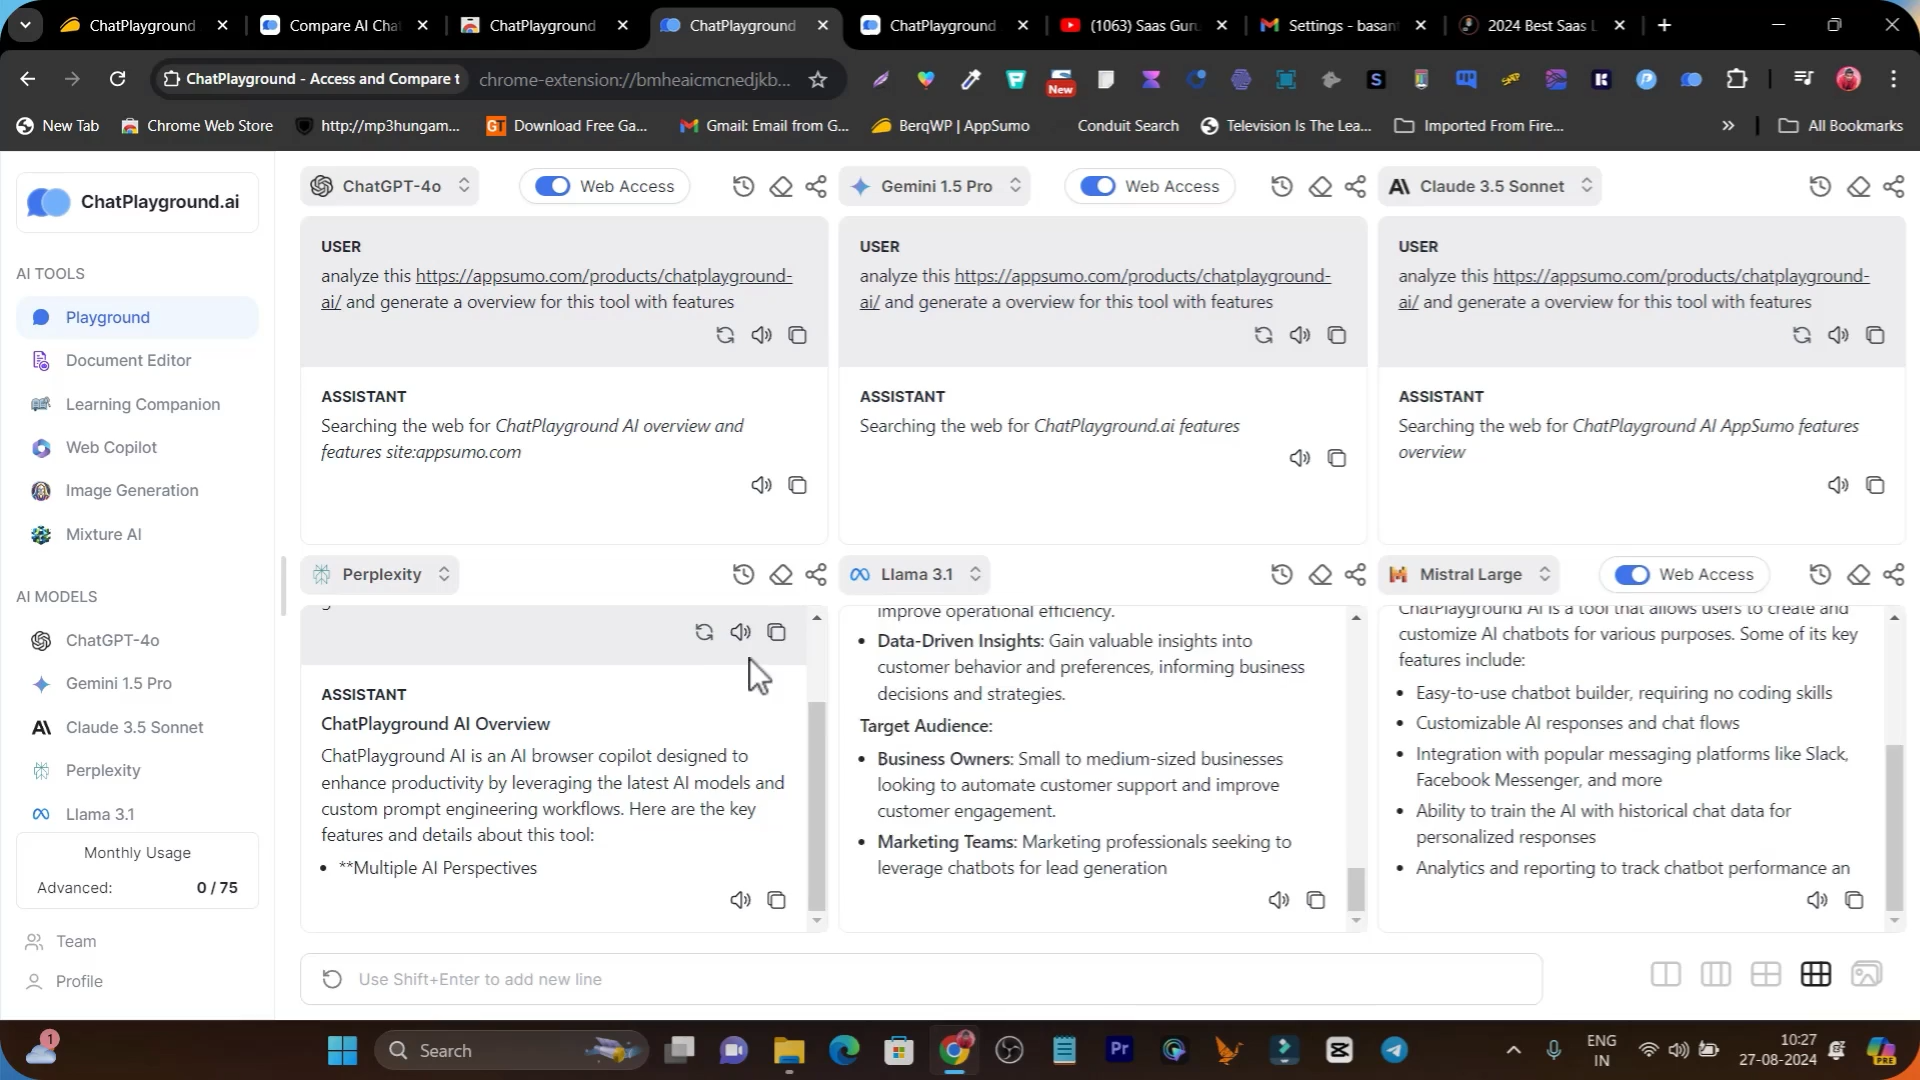 ChatPlayground
Compare AI Cha
ChatPlayground
ChatPlayground
ChatPlayground
(1063) Saas Guru
Settings - basan
2024 Best Saas L
ChatPlayground - Access and Compare t
chrome-extension://bmheaicmcnedjkb...
New
New Tab
Chrome Web Store
http://mp3hungam...
GT
Download Free Ga...
Gmail: Email from G...
BerqWP | AppSumo
Conduit Search
Television Is The Lea...
Imported From Fire...
All Bookmarks
ChatPlayground.ai
AI TOOLS
Playground
Document Editor
Learning Companion
Web Copilot
Image Generation
Mixture AI
AI MODELS
ChatGPT-4o
Gemini 1.5 Pro
Claude 3.5 Sonnet
Perplexity
Llama 3.1
Monthly Usage
Advanced: 0 / 75
Team
Profile
ChatGPT-4o
Web Access
USER
analyze this https://appsumo.com/products/chatplayground-
ai/ and generate a overview for this tool with features
ASSISTANT
Searching the web for ChatPlayground AI overview and
features site:appsumo.com
Gemini 1.5 Pro
Web Access
USER
analyze this https://appsumo.com/products/chatplayground-
ai/ and generate a overview for this tool with features
ASSISTANT
Searching the web for ChatPlayground.ai features
Claude 3.5 Sonnet
USER
analyze this https://appsumo.com/products/chatplayground-
ai/ and generate a overview for this tool with features
ASSISTANT
Searching the web for ChatPlayground AI AppSumo features
overview
Perplexity
ASSISTANT
ChatPlayground AI Overview
ChatPlayground AI is an AI browser copilot designed to
enhance productivity by leveraging the latest AI models and
custom prompt engineering workflows. Here are the key
features and details about this tool:
• **Multiple AI Perspectives
Llama 3.1
improve operational efficiency.
• Data-Driven Insights: Gain valuable insights into
customer behavior and preferences, informing business
decisions and strategies.
Target Audience:
• Business Owners: Small to medium-sized businesses
looking to automate customer support and improve
customer engagement.
• Marketing Teams: Marketing professionals seeking to
leverage chatbots for lead generation
Mistral Large
Web Access
ChatPlayground AI is a tool that allows users to create and
customize AI chatbots for various purposes. Some of its key
features include:
• Easy-to-use chatbot builder, requiring no coding skills
• Customizable AI responses and chat flows
• Integration with popular messaging platforms like Slack,
Facebook Messenger, and more
• Ability to train the AI with historical chat data for
personalized responses
• Analytics and reporting to track chatbot performance an
Use Shift+Enter to add new line
1
Search
Pr
ENG
IN
10:27
27-08-2024
PRE